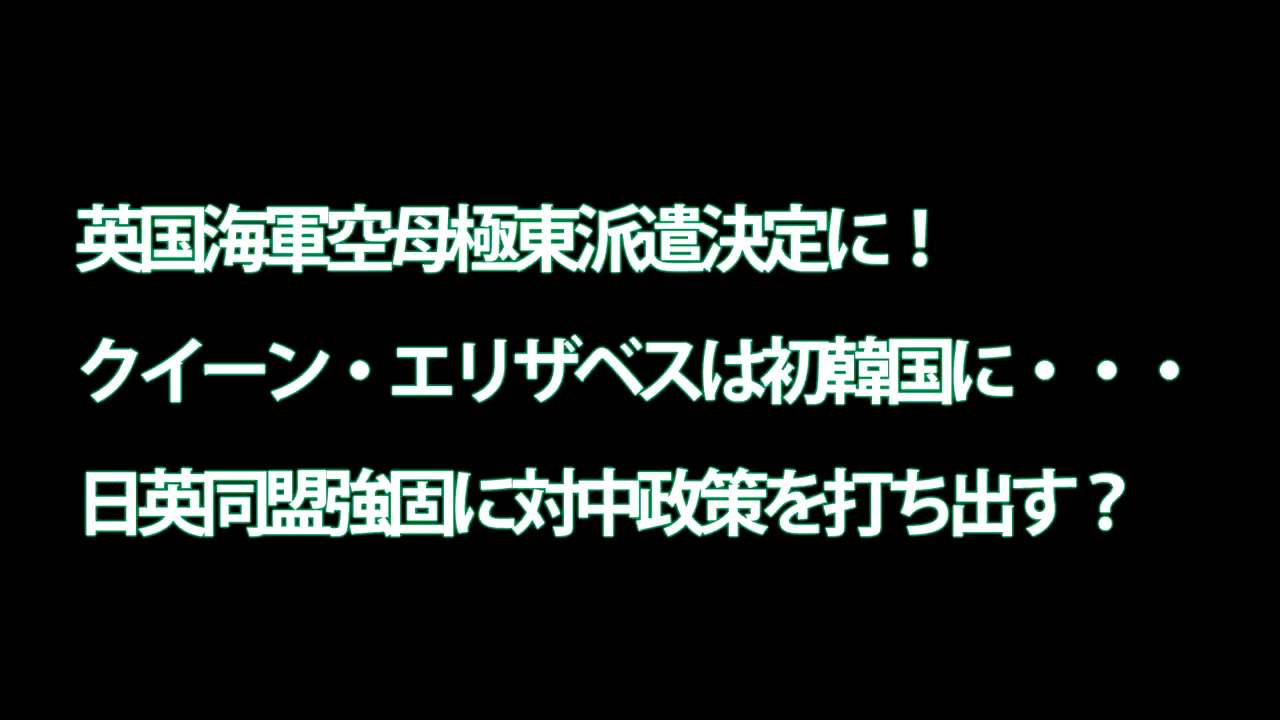 英国海軍空母極東派遣決定に！
クイーン・エリザベスは初韓国に・・・
日英同盟強固に対中政策を打ち出す？